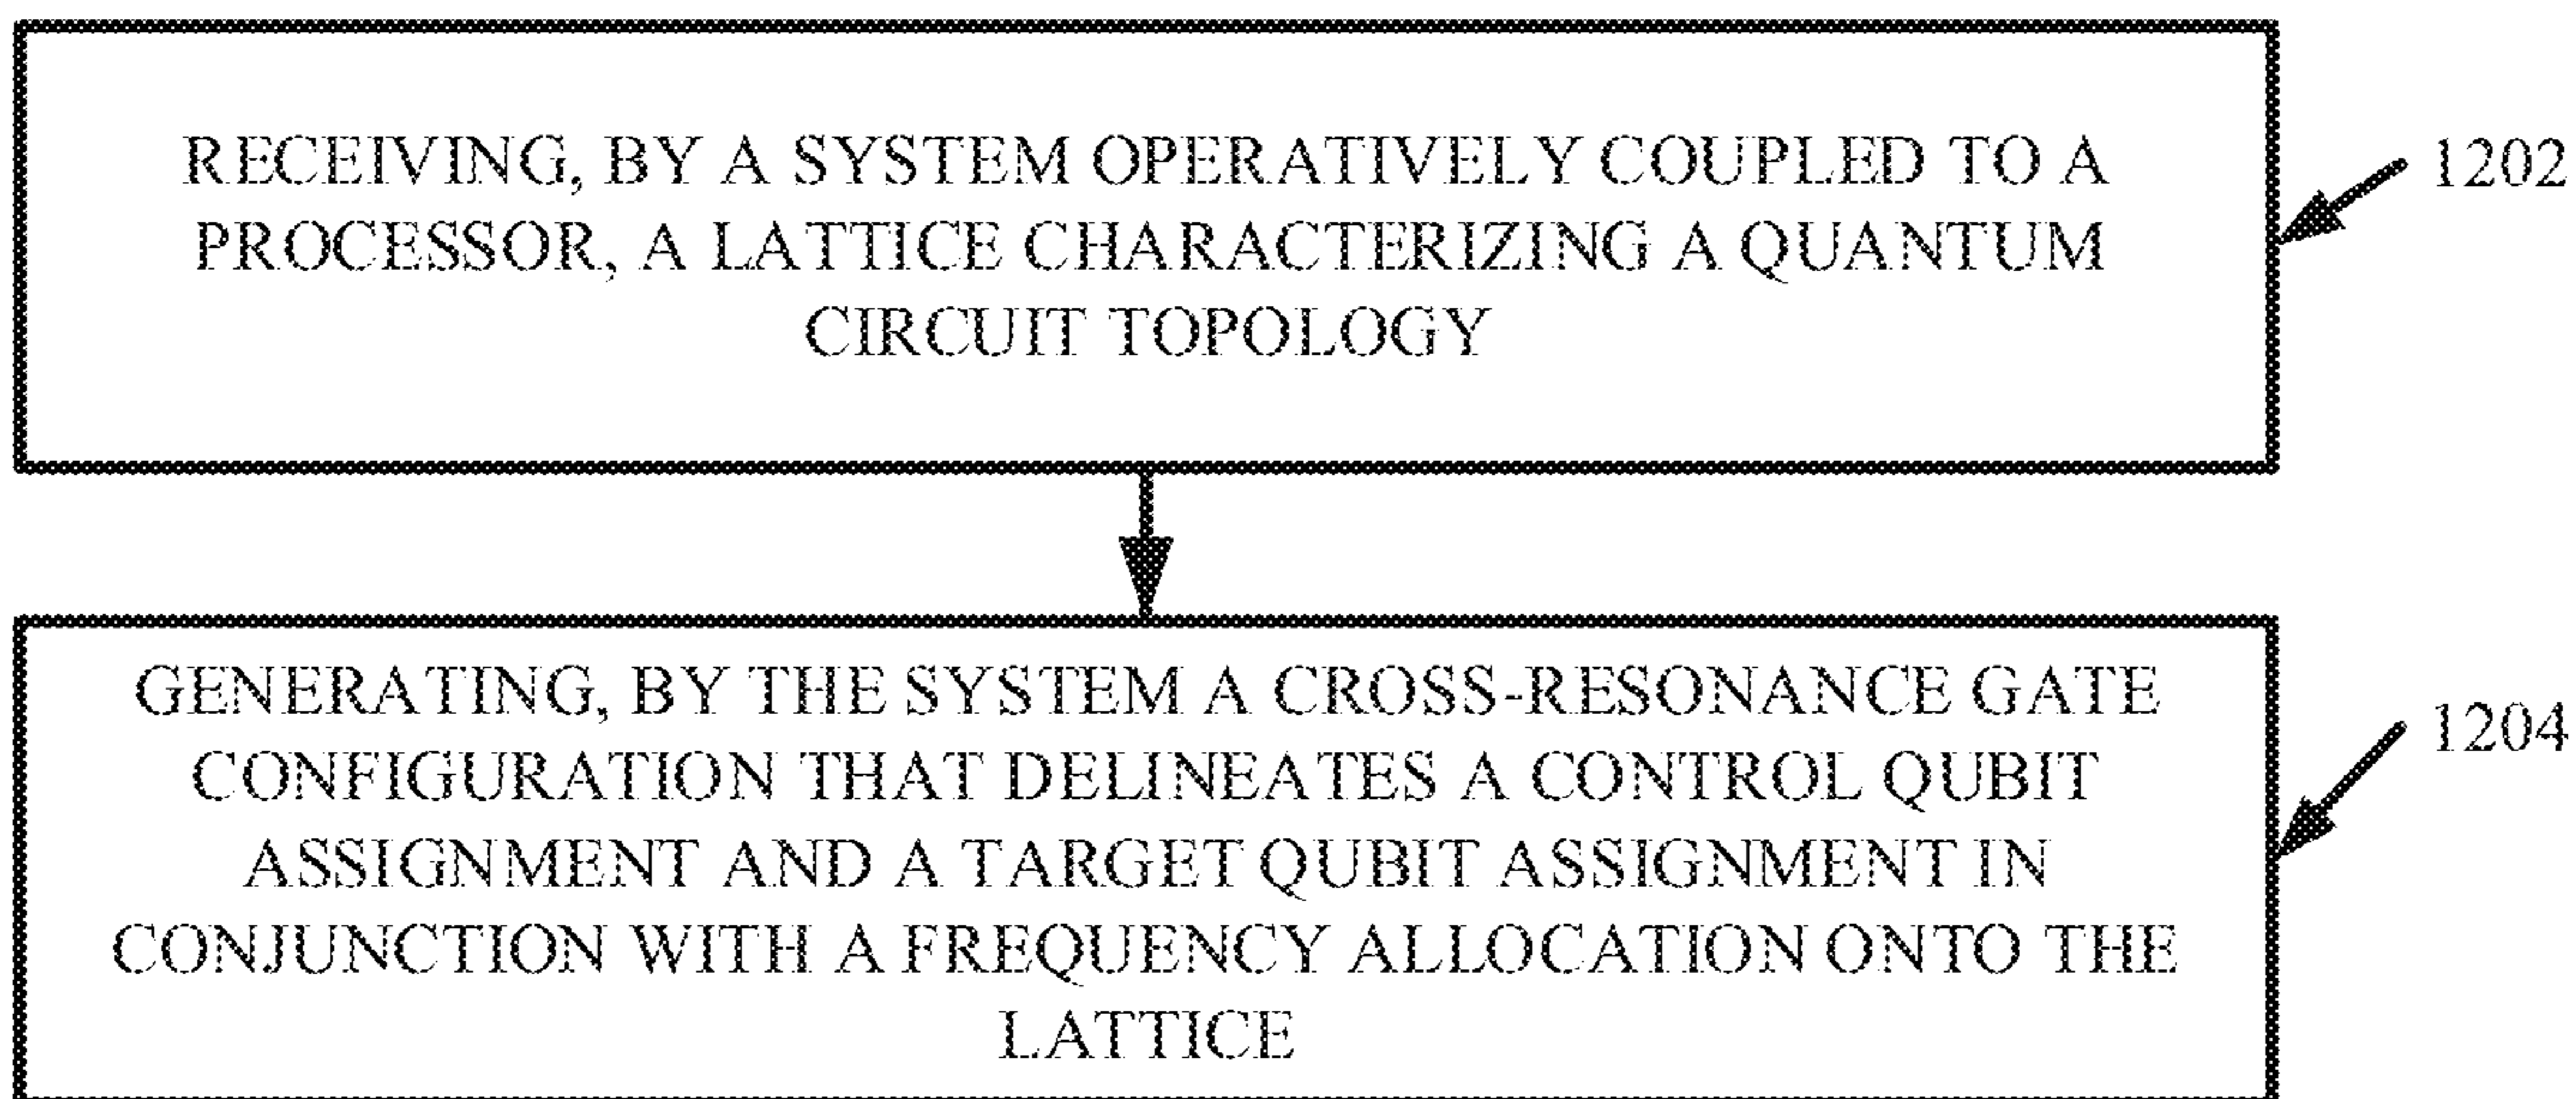 RECEIVING, BY A SYSTEM OPERATIVELY COUPLED TO A
PROCESSOR, A LATTICE CHARACTERIZING A QUANTUM
CIRCUIT TOPOLOGY
1202
GENERATING, BY THE SYSTEM A CROSS-RESONANCE GATE
CONFIGURATION THAT DELINEATES A CONTROL QUBIT
ASSIGNMENT AND A TARGET QUBIT ASSIGNMENT IN
CONJUNCTION WITH A FREQUENCY ALLOCATION ONTO THE
LATTICE
1204